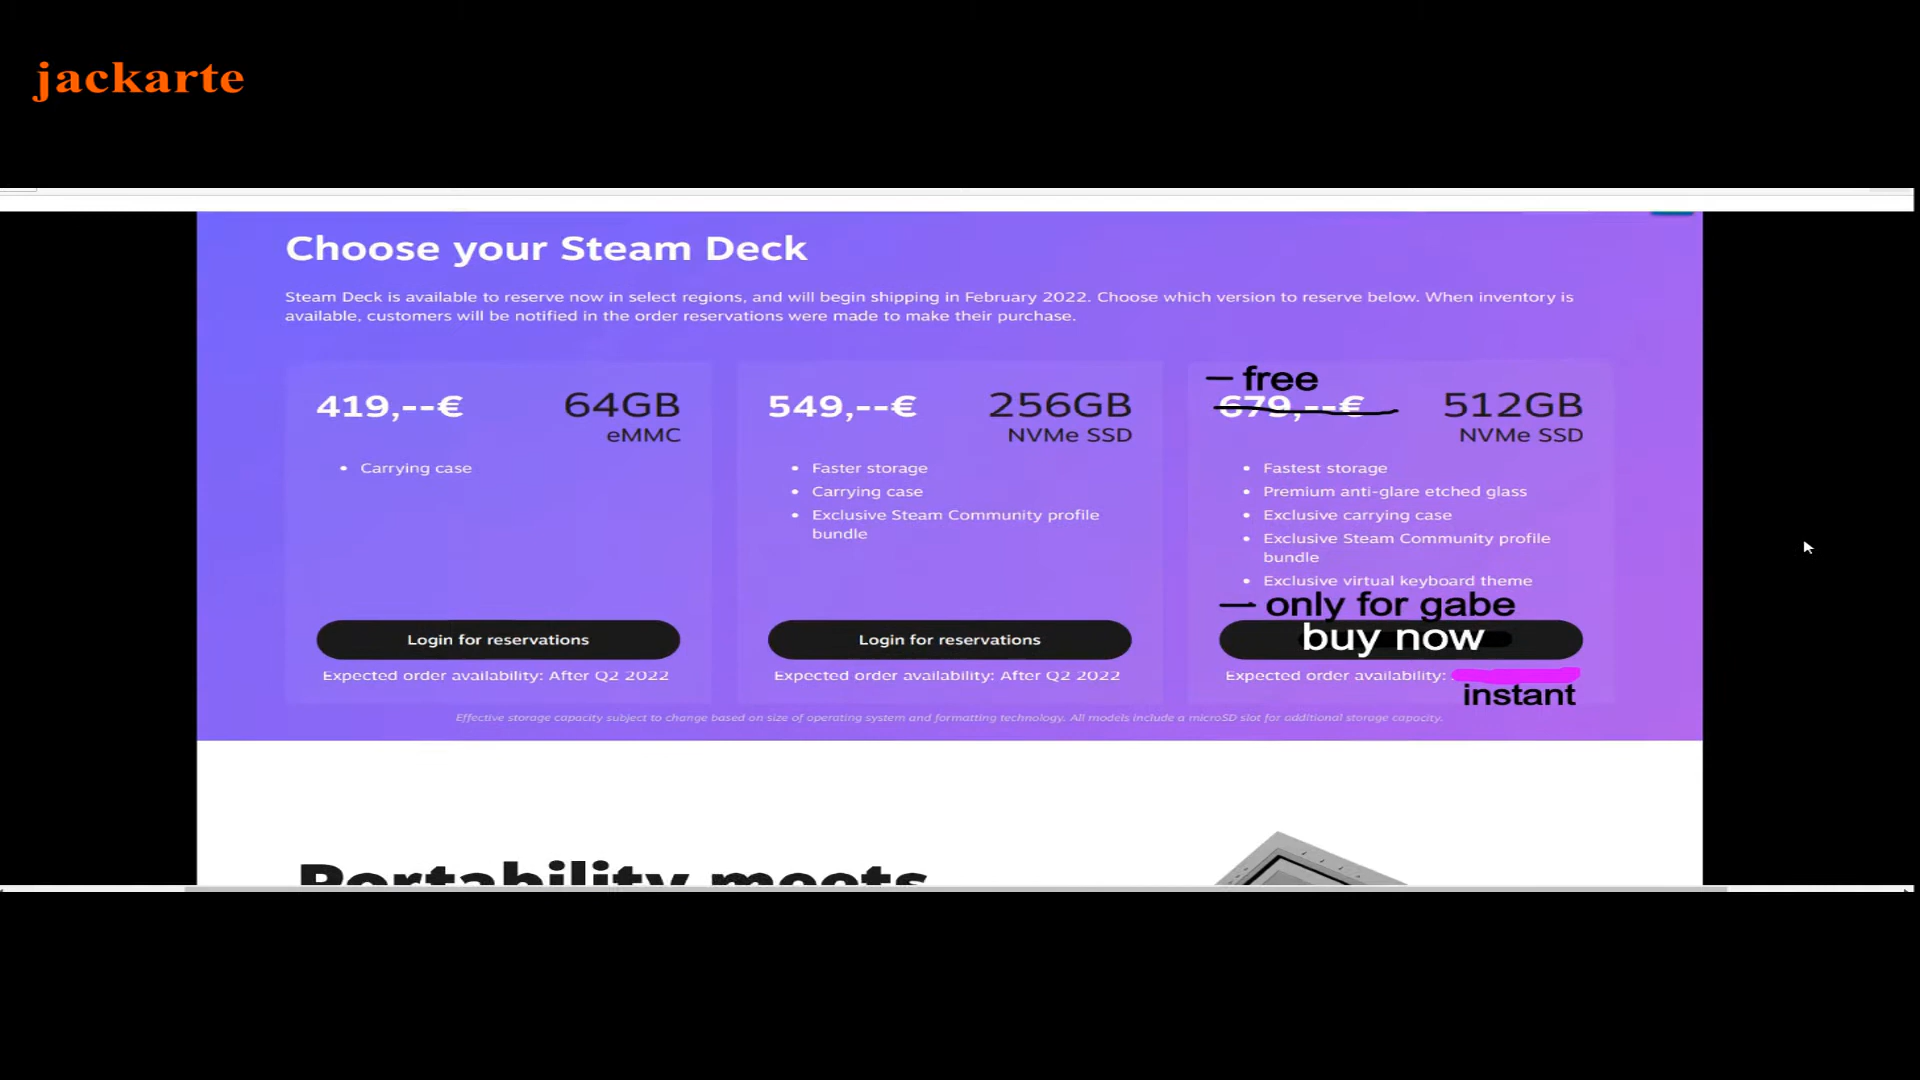 jackarte
Choose your Steam Deck
Steam Deck is available to reserve now in select regions, and will begin shipping in February 2022. Choose which version to reserve below. When inventory is
available, customers will be notified in the order reservations were made to make their purchase.
419,--€
64GB
eMMC
• Carrying case
Login for reservations
Expected order availability: After Q2 2022
549,--€
256GB
NVMe SSD
• Faster storage
• Carrying case
• Exclusive Steam Community profile
bundle
Login for reservations
Expected order availability: After Q2 2022
— free
679,--€
512GB
NVMe SSD
• Fastest storage
• Premium anti-glare etched glass
• Exclusive carrying case
• Exclusive Steam Community profile
bundle
• Exclusive virtual keyboard theme
— only for gabe
buy now
Expected order availability:
instant
Effective storage capacity subject to change based on size of operating system and formatting technology. All models include a microSD slot for additional storage capacity.
Portability meets